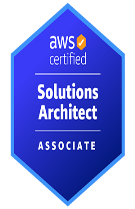 aws
certified
Solutions
Architect
ASSOCIATE